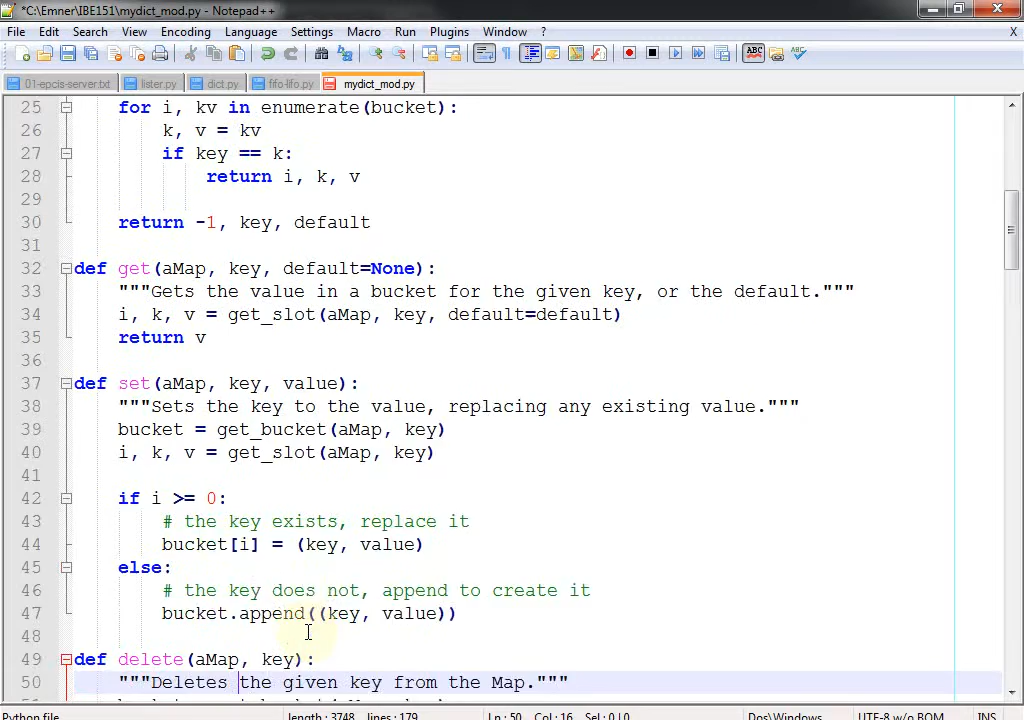 *C:\Emner\IBE151\mydict_mod.py - Notepad++
File Edit Search View Encoding Language Settings Macro Run Plugins Window ? X
01-epcis-server.txt lister.py dict.py fifo-lifo.py mydict_mod.py
25 for i, kv in enumerate(bucket):
26 k, v = kv
27 if key == k:
28 return i, k, v
29
30 return -1, key, default
31
32 def get(aMap, key, default=None):
33 """Gets the value in a bucket for the given key, or the default."""
34 i, k, v = get_slot(aMap, key, default=default)
35 return v
36
37 def set(aMap, key, value):
38 """Sets the key to the value, replacing any existing value."""
39 bucket = get_bucket(aMap, key)
40 i, k, v = get_slot(aMap, key)
41
42 if i >= 0:
43 # the key exists, replace it
44 bucket[i] = (key, value)
45 else:
46 # the key does not, append to create it
47 bucket.append((key, value))
48
49 def delete(aMap, key):
50 """Deletes the given key from the Map."""
Python file length : 3748 lines : 179 Ln : 50 Col : 16 Sel : 0 | 0 Dos\Windows UTF-8 w/o BOM INS